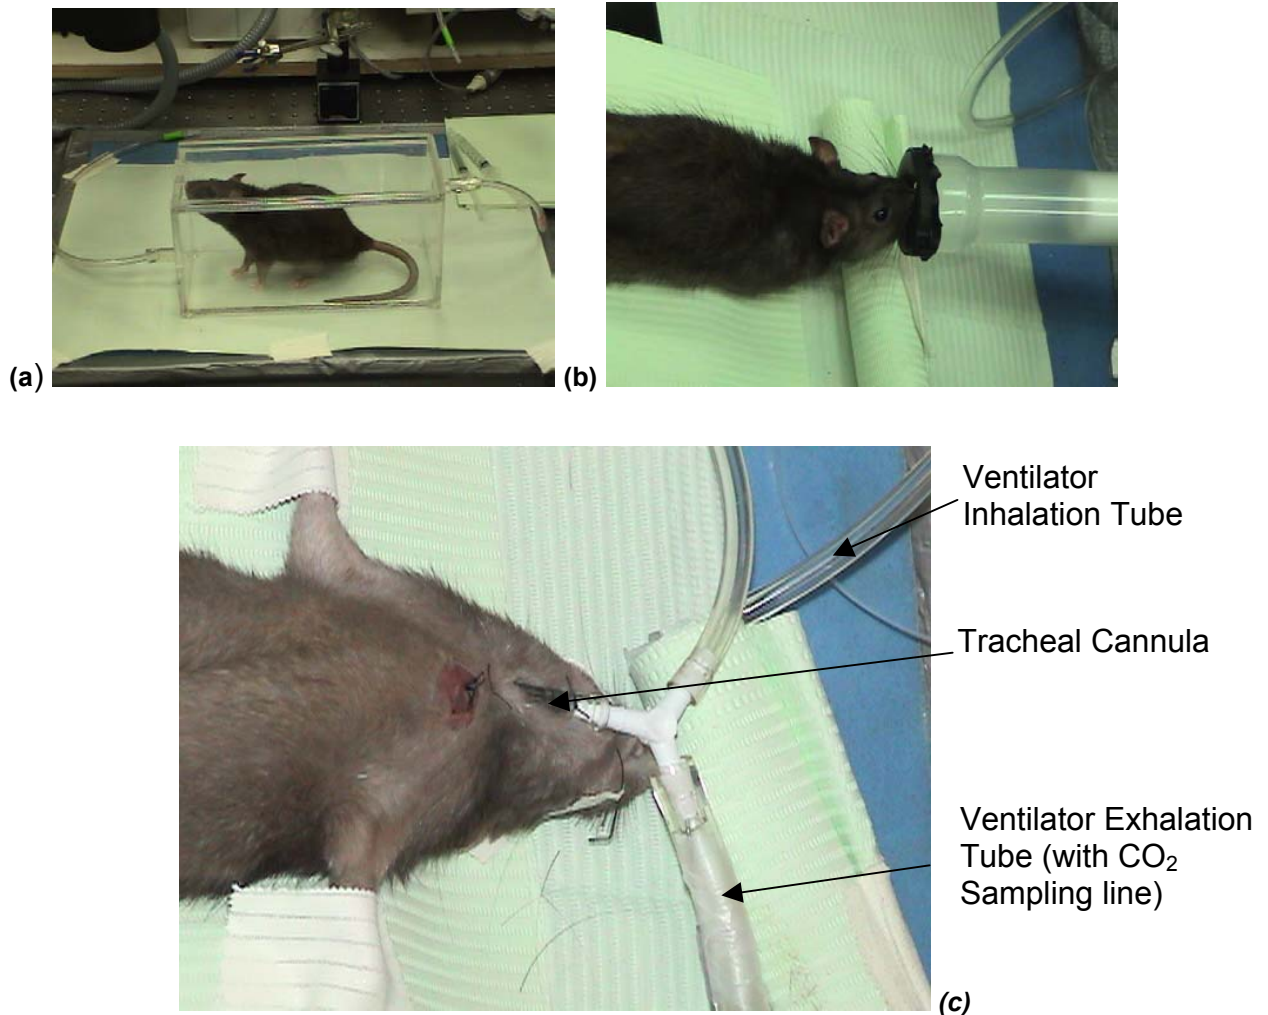 (a)
(b)
Ventilator
Inhalation Tube
Tracheal Cannula
Ventilator Exhalation
Tube (with CO₂
Sampling line)
(c)